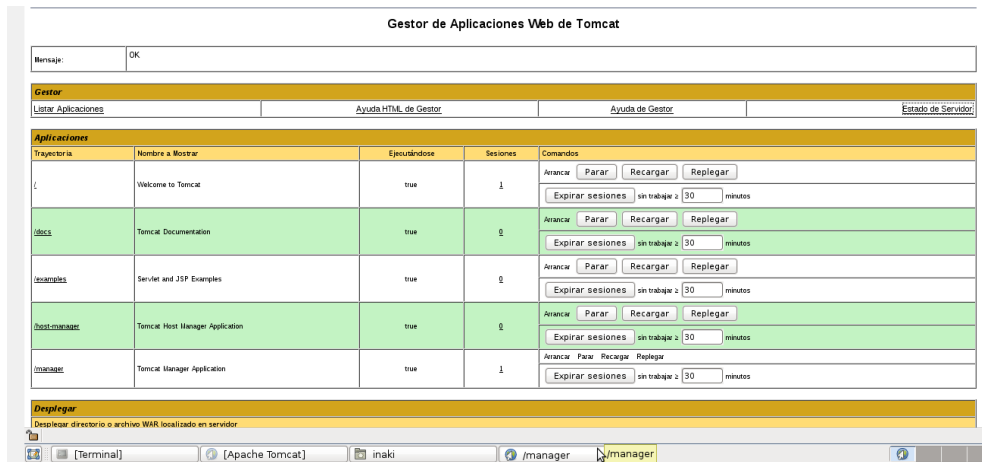 Gestor de Aplicaciones Web de Tomcat
Mensaje: OK
Gestor
Listar Aplicaciones Ayuda HTML de Gestor Ayuda de Gestor Estado de Servidor
Aplicaciones
Trayectoria Nombre a Mostrar Ejecutándose Sesiones Comandos
Arrancar Parar Recargar Replegar
/ Welcome to Tomcat true 1
Expirar sesiones sin trabajar ≥ 30 minutos
Arrancar Parar Recargar Replegar
/docs Tomcat Documentation true 0
Expirar sesiones sin trabajar ≥ 30 minutos
Arrancar Parar Recargar Replegar
/examples Servlet and JSP Examples true 0
Expirar sesiones sin trabajar ≥ 30 minutos
Arrancar Parar Recargar Replegar
/host-manager Tomcat Host Manager Application true 0
Expirar sesiones sin trabajar ≥ 30 minutos
Arrancar Parar Recargar Replegar
/manager Tomcat Manager Application true 1
Expirar sesiones sin trabajar ≥ 30 minutos
Desplegar
Desplegar directorio o archivo WAR localizado en servidor
[Terminal] [Apache Tomcat] inaki /manager /manager